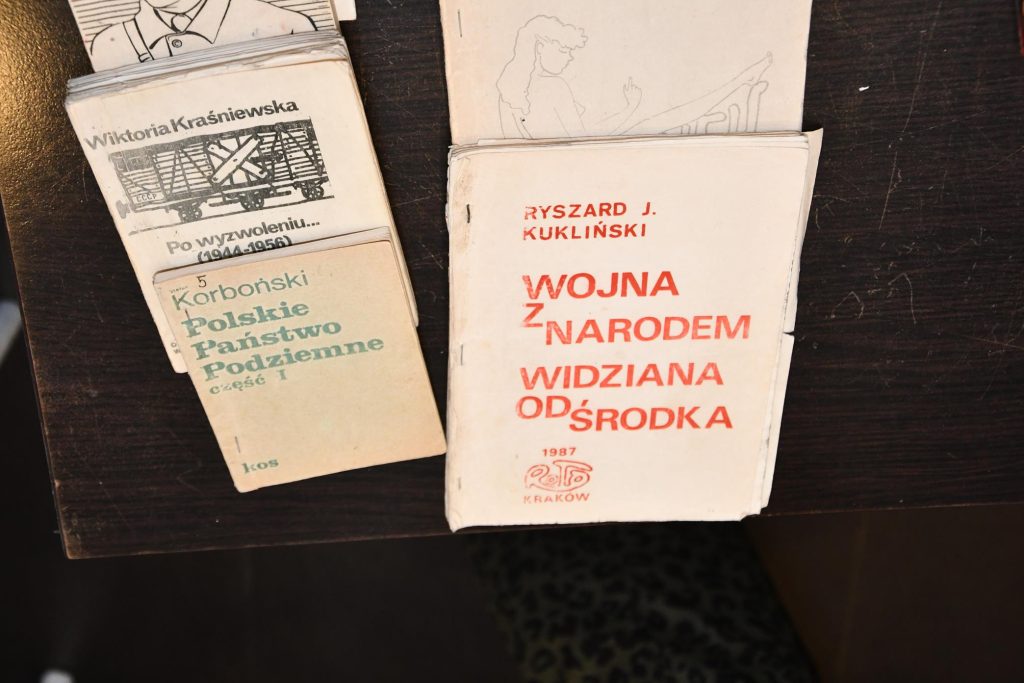 Wiktoria Kraśniewska
CCCP
Po wyzwoleniu...
(1944-1956)
5
Korboński
Polskie
Państwo
Podziemne
część I
kos
RYSZARD J.
KUKLIŃSKI
WOJNA
Z NARODEM
WIDZIANA
OD ŚRODKA
1987
KRAKÓW